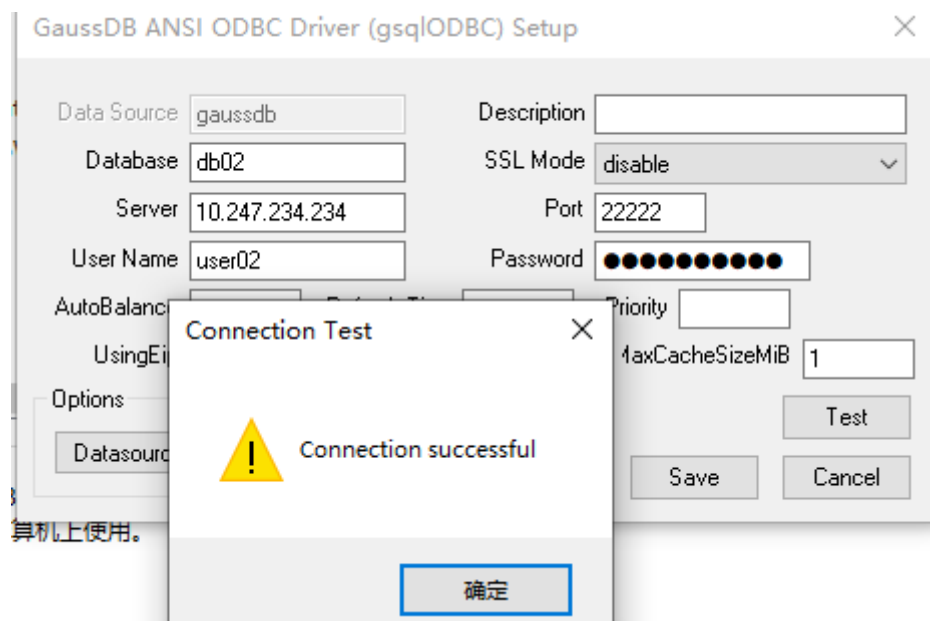 GaussDB ANSI ODBC Driver (gsqlODBC) Setup
Data Source gaussdb Description
Database db02 SSL Mode disable
Server 10.247.234.234 Port 22222
User Name user02 Password ●●●●●●●●●●
Priority
Connection Test
MaxCacheSizeMiB 1
Options
Test
Connection successful
Save Cancel
算机上使用。
确定